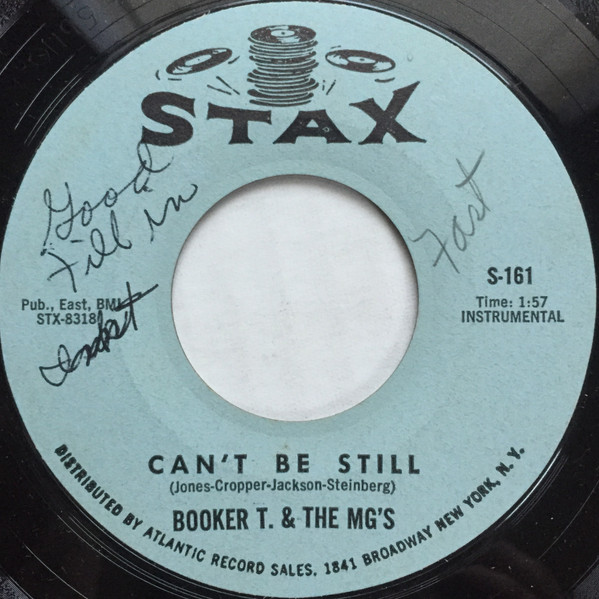 STAX
Good
fill in
Fast
Pub., East, BMI
STX-8318
Inst
S-161
Time: 1:57
INSTRUMENTAL
CAN'T BE STILL
(Jones-Cropper-Jackson-Steinberg)
BOOKER T. & THE MG'S
DISTRIBUTED BY ATLANTIC RECORD SALES. 1841 BROADWAY NEW YORK, N. Y.